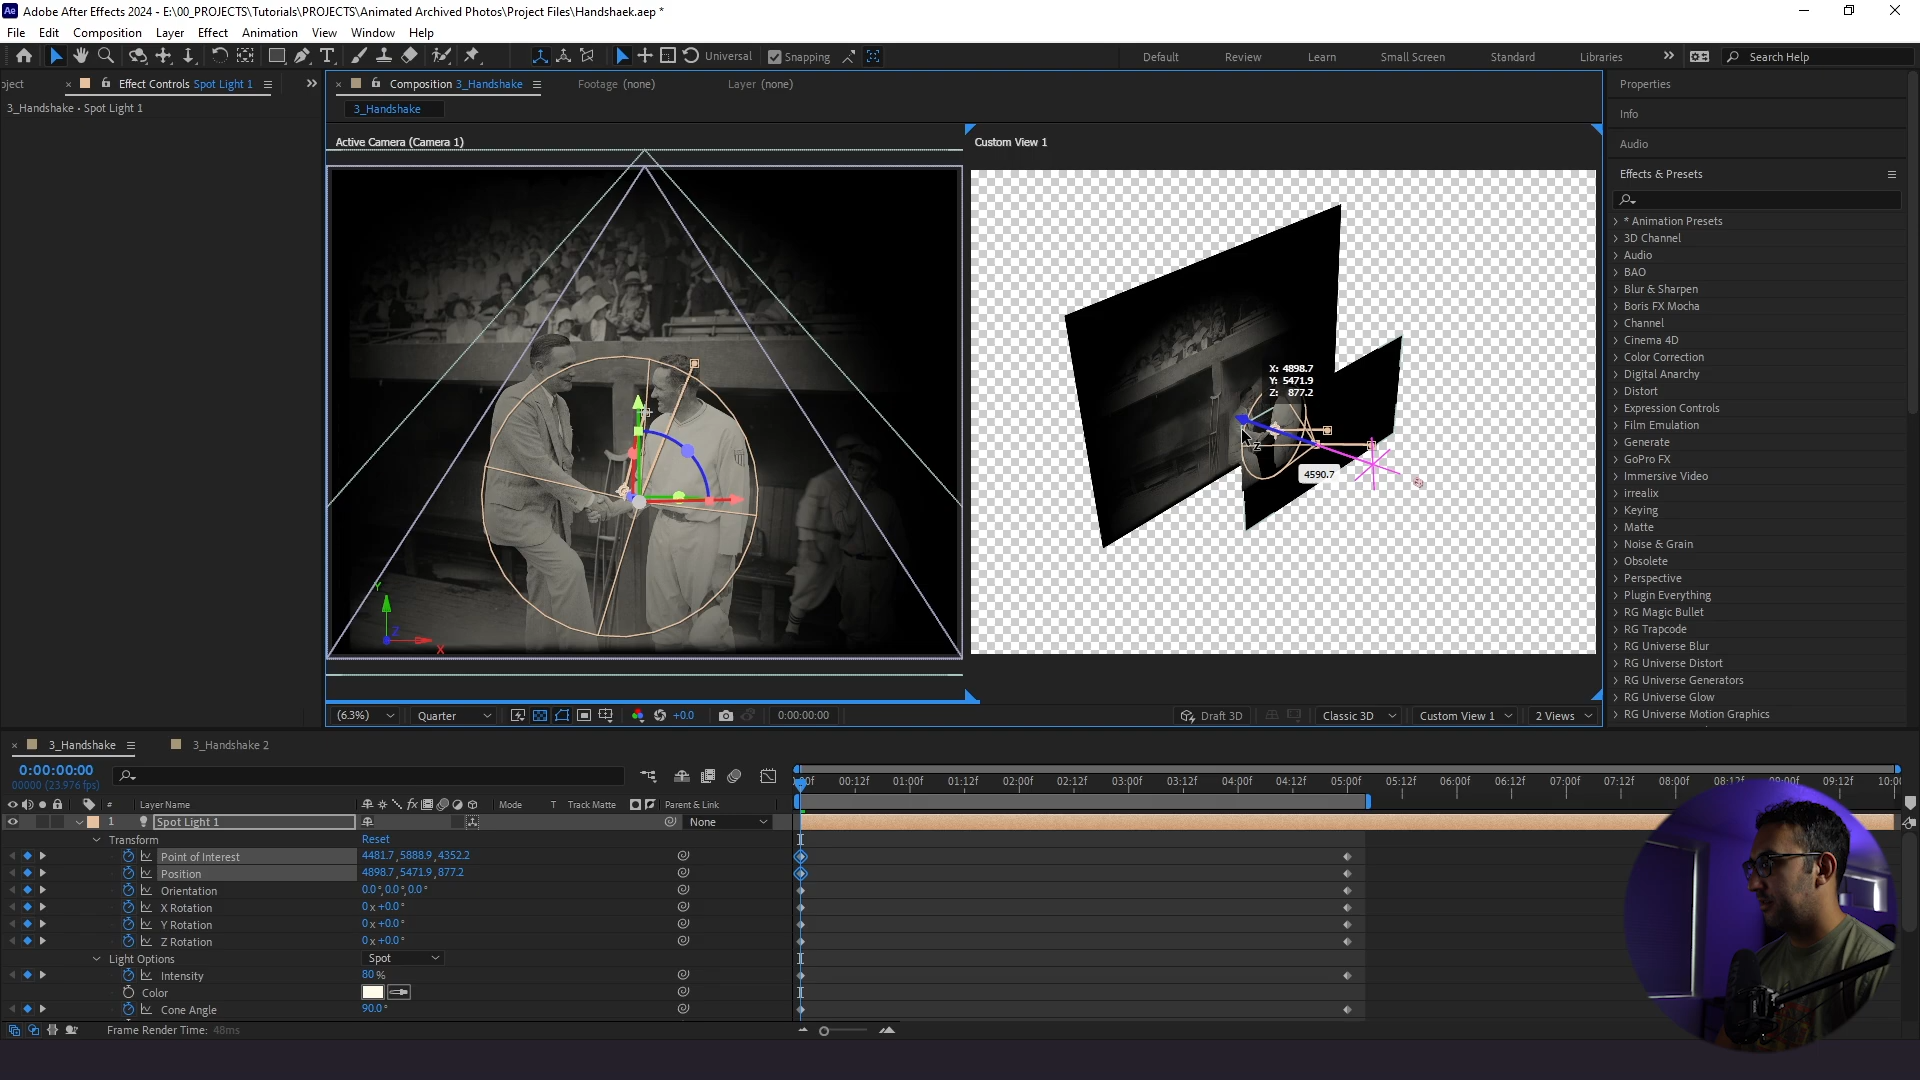 Adobe After Effects 2024 - E:\00_PROJECTS\Tutorials\PROJECTS\Animated Archived Photos\Project Files\Handshaek.aep *
File Edit Composition Layer Effect Animation View Window Help
Universal Snapping Default Review Learn Small Screen Standard Libraries Search Help
oject Effect Controls Spot Light 1 Composition 3_Handshake Footage (none) Layer (none) Properties
3_Handshake • Spot Light 1
3_Handshake
Info
Active Camera (Camera 1) Custom View 1
Audio
Effects & Presets
* Animation Presets
3D Channel
Audio
BAO
Blur & Sharpen
Boris FX Mocha
Channel
Cinema 4D
Color Correction
Digital Anarchy
Distort
Expression Controls
Film Emulation
Generate
GoPro FX
Immersive Video
irrealix
Keying
Matte
Noise & Grain
Obsolete
Perspective
Plugin Everything
RG Magic Bullet
RG Trapcode
RG Universe Blur
RG Universe Distort
RG Universe Generators
RG Universe Glow
RG Universe Motion Graphics
X: 4898.7
Y: 5471.9
Z: 877.2
Z
4590.7
Y
Z
X
(6.3%) Quarter +0.0 0:00:00:00 Draft 3D Classic 3D Custom View 1 2 Views
3_Handshake 3_Handshake 2
0:00:00:00
00000 (23.976 fps)
00f 00:12f 01:00f 01:12f 02:00f 02:12f 03:00f 03:12f 04:00f 04:12f 05:00f 05:12f 06:00f 06:12f 07:00f 07:12f 08:00f 08:12f 09:00f 09:12f 10:0
# Layer Name fx Mode T Track Matte Parent & Link
1 Spot Light 1 None
Transform Reset
Point of Interest 4481.7, 5888.9, 4352.2
Position 4898.7, 5471.9, 877.2
Orientation 0.0°, 0.0°, 0.0°
X Rotation 0x+0.0°
Y Rotation 0x+0.0°
Z Rotation 0x+0.0°
Light Options Spot
Intensity 80%
Color
Cone Angle 90.0°
Frame Render Time: 48ms